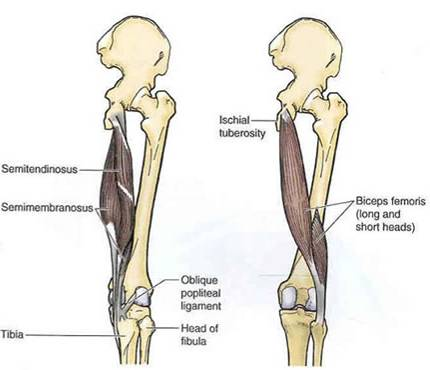 Semitendinosus
Semimembranosus
Tibia
Oblique
popliteal
ligament
Head of
fibula
Ischial
tuberosity
Biceps femoris
(long and
short heads)